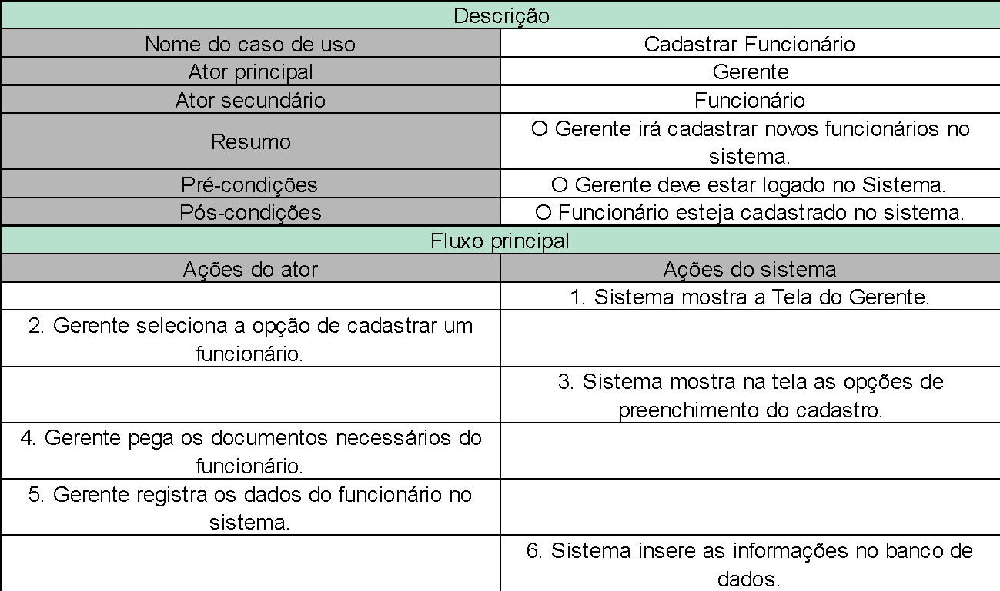 Descrição
Nome do caso de uso
Cadastrar Funcionário
Ator principal
Gerente
Ator secundário
Funcionário
Resumo
O Gerente irá cadastrar novos funcionários no
sistema.
Pré-condições
O Gerente deve estar logado no Sistema.
Pós-condições
O Funcionário esteja cadastrado no sistema.
Fluxo principal
Ações do ator
Ações do sistema
1. Sistema mostra a Tela do Gerente.
2. Gerente seleciona a opção de cadastrar um
funcionário.
3. Sistema mostra na tela as opções de
preenchimento do cadastro.
4. Gerente pega os documentos necessários do
funcionário.
5. Gerente registra os dados do funcionário no
sistema.
6. Sistema insere as informações no banco de
dados.